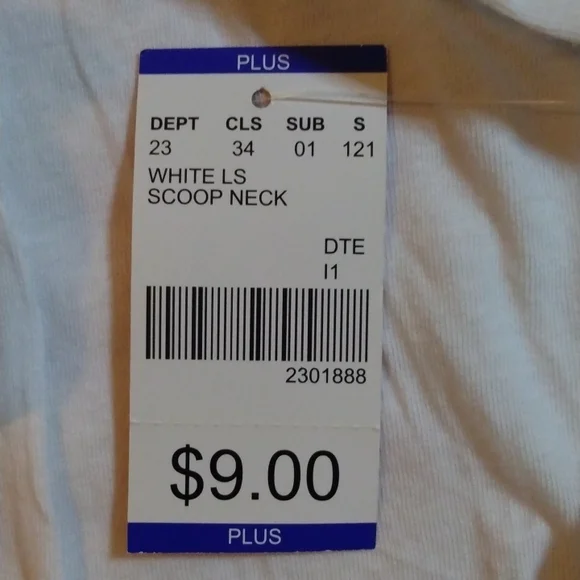 PLUS
DEPT CLS SUB S
23 34 01 121
WHITE LS
SCOOP NECK
DTE
I1
2301888
$9.00
PLUS